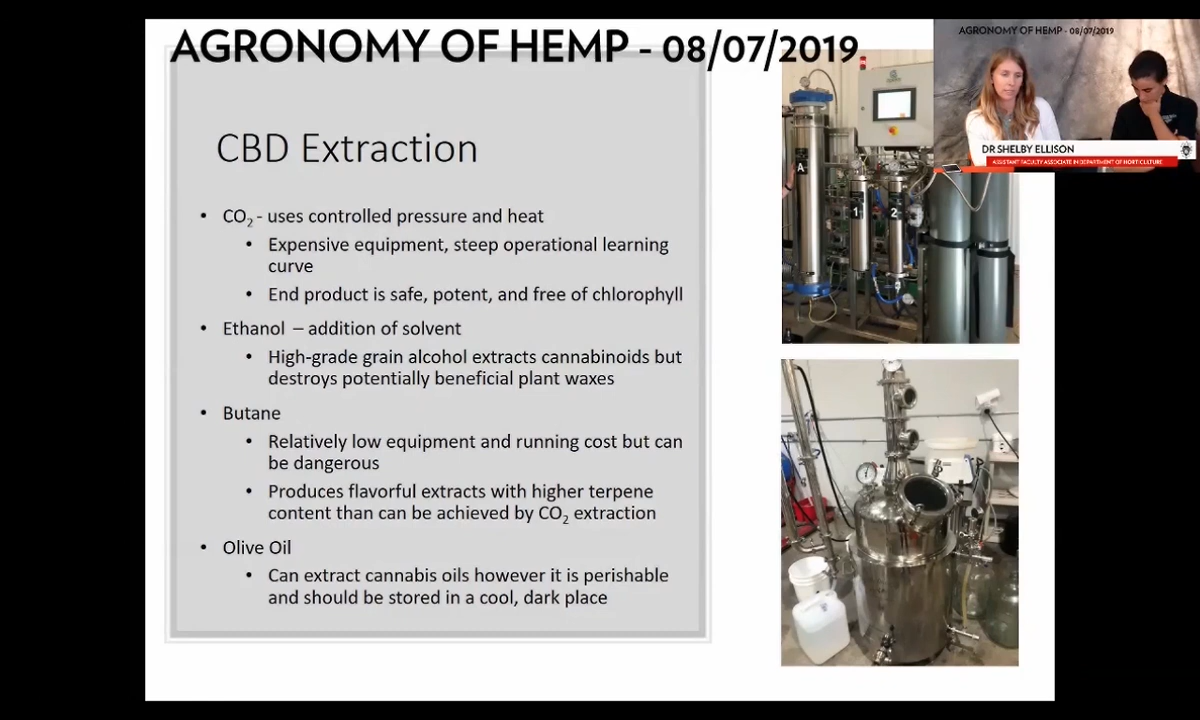 AGRONOMY OF HEMP - 08/07/2019
CBD Extraction
• CO₂ - uses controlled pressure and heat
• Expensive equipment, steep operational learning
curve
• End product is safe, potent, and free of chlorophyll
• Ethanol – addition of solvent
• High-grade grain alcohol extracts cannabinoids but
destroys potentially beneficial plant waxes
• Butane
• Relatively low equipment and running cost but can
be dangerous
• Produces flavorful extracts with higher terpene
content than can be achieved by CO₂ extraction
• Olive Oil
• Can extract cannabis oils however it is perishable
and should be stored in a cool, dark place
A
1
2
AGRONOMY OF HEMP - 08/07/2019
DR SHELBY ELLISON
ASSISTANT FACULTY ASSOCIATE IN DEPARTMENT OF HORTICULTURE